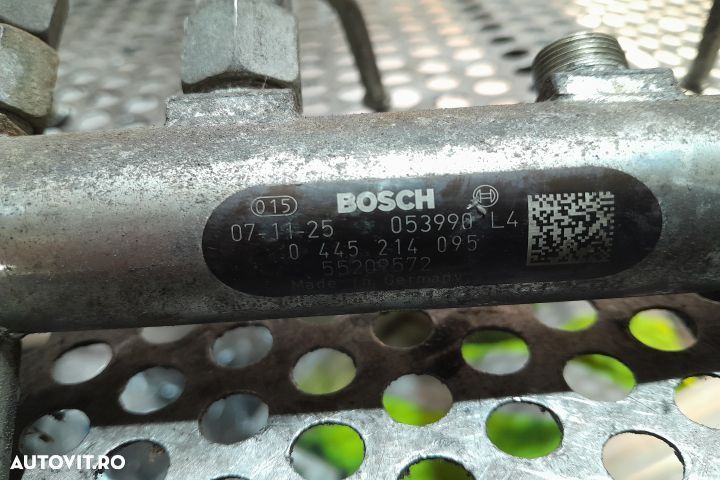 015 BOSCH
07-11-25 053990 L4
0 445 214 095
55209572
Made in Germany
AUTOVIT.RO